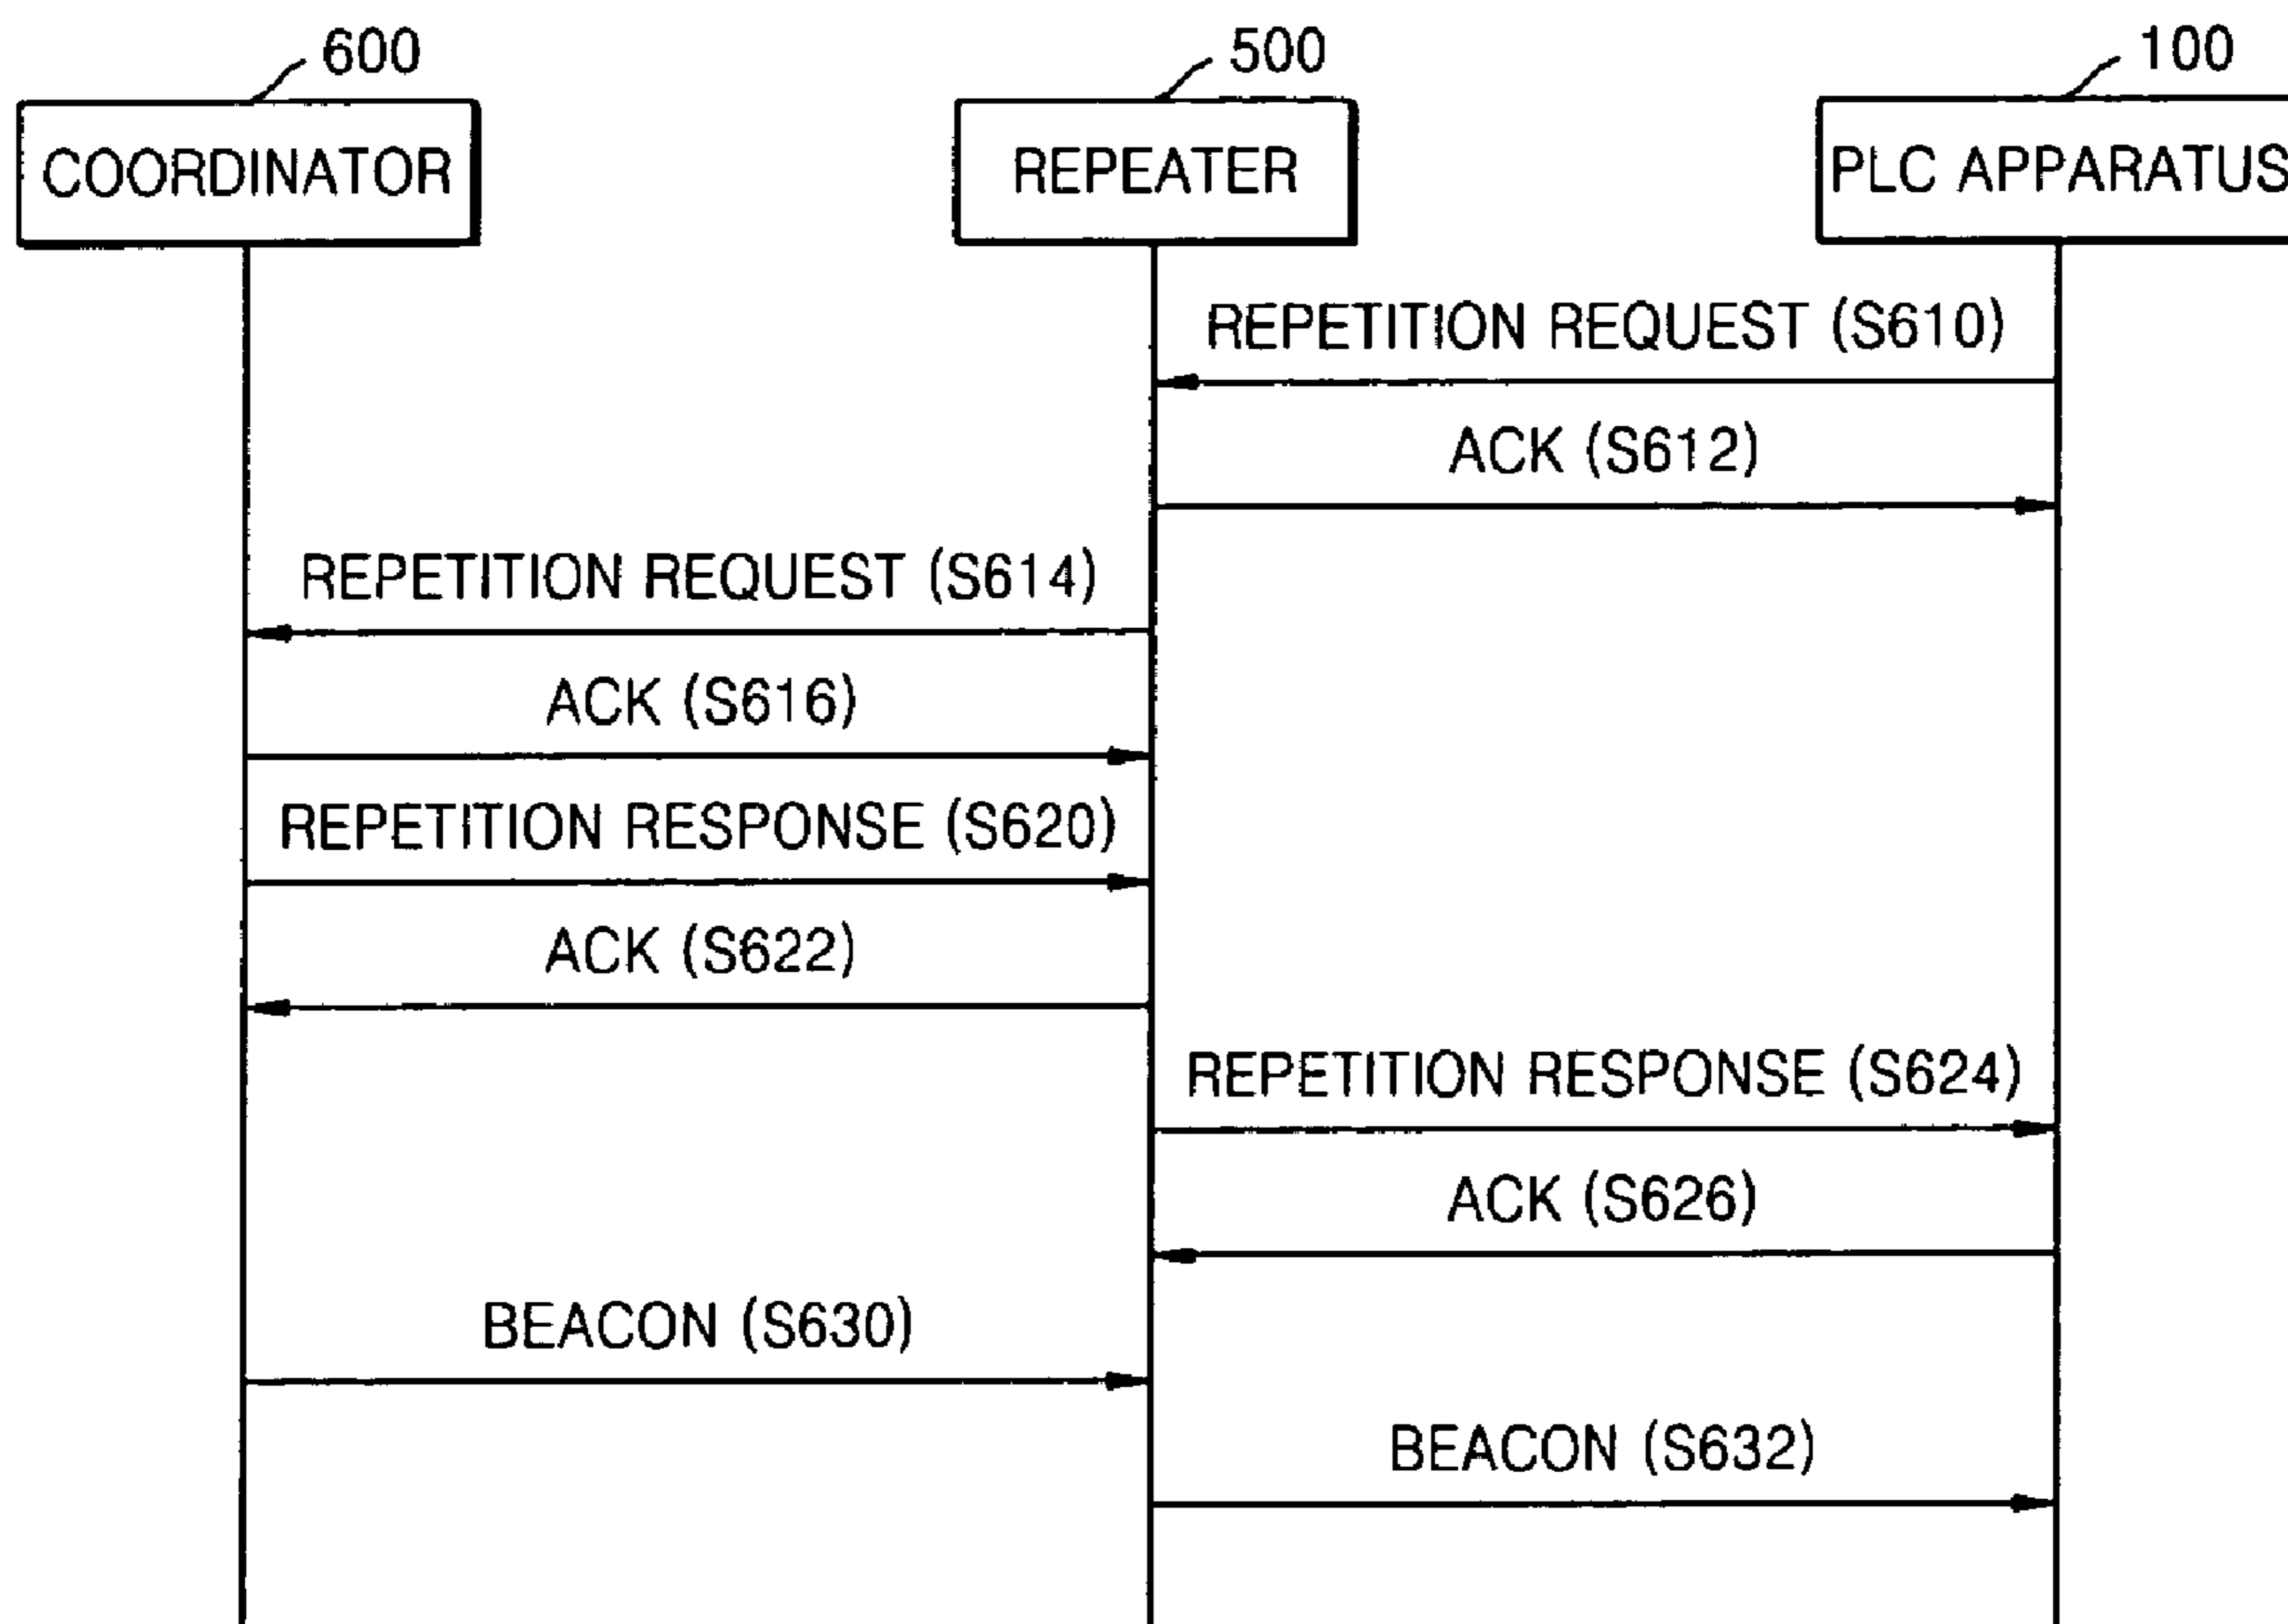 600
500
100
COORDINATOR
REPEATER
PLC APPARATUS
REPETITION REQUEST (S610)
ACK (S612)
REPETITION REQUEST (S614)
ACK (S616)
REPETITION RESPONSE (S620)
ACK (S622)
REPETITION RESPONSE (S624)
ACK (S626)
BEACON (S630)
BEACON (S632)